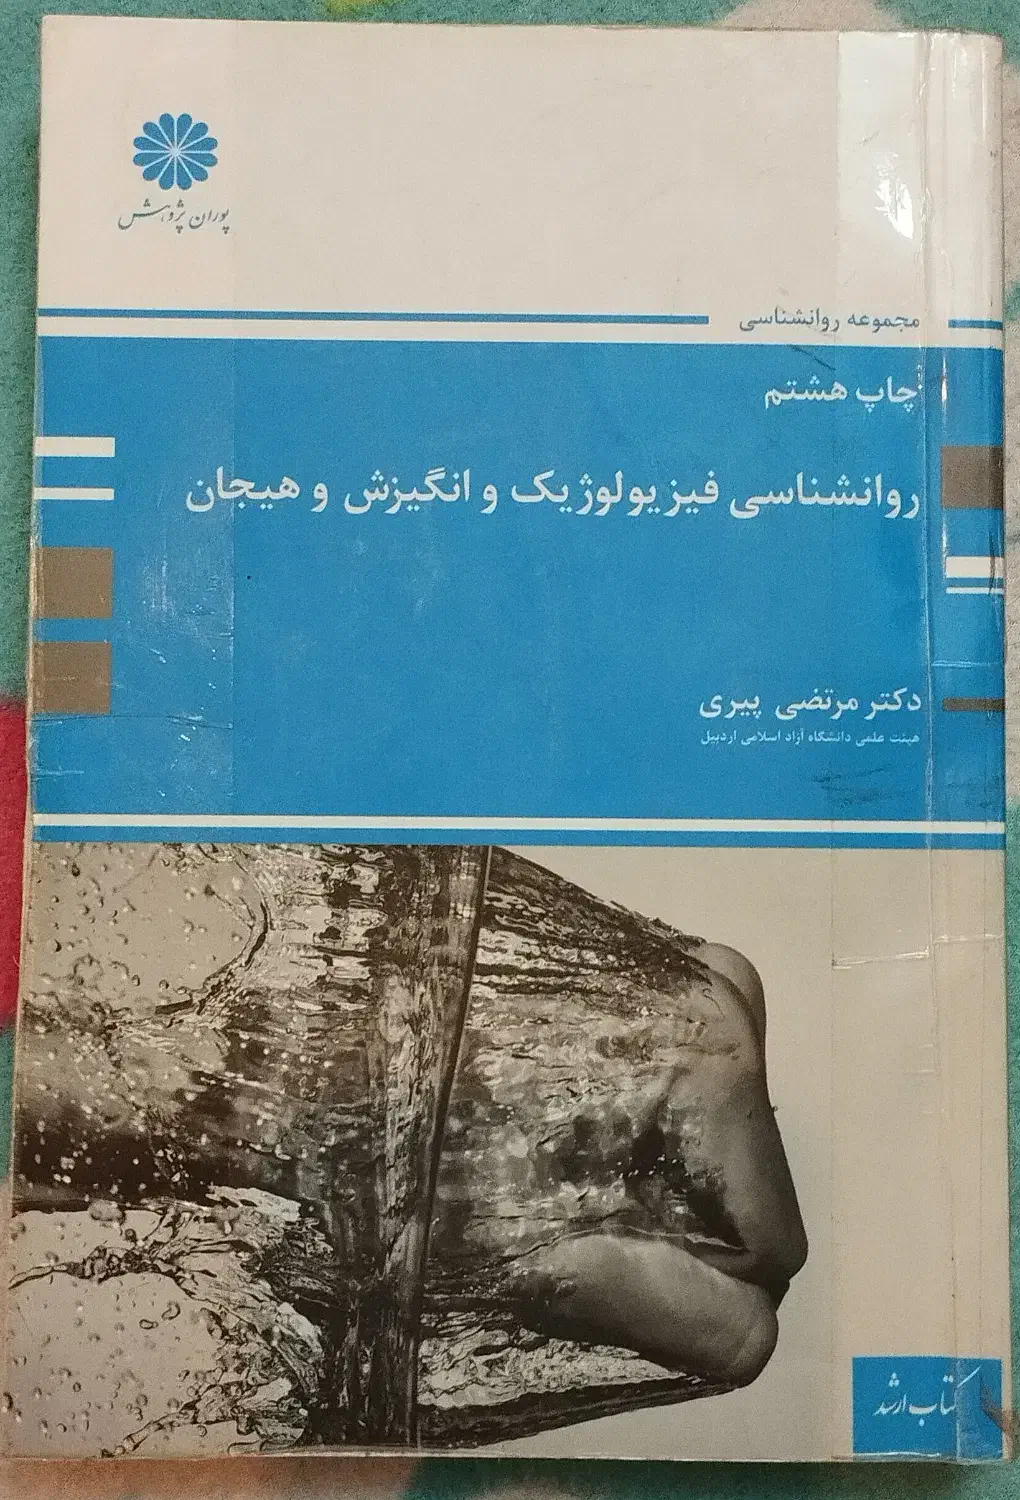 پوران پژوهش
مجموعه روانشناسی
چاپ هشتم
روانشناسی فیزیولوژیک و انگیزش و هیجان
دکتر مرتضی پیری
هیئت علمی دانشگاه آزاد اسلامی اردبیل
کتاب ارشد